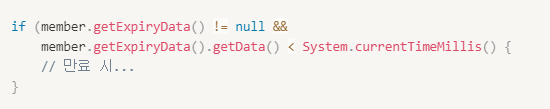 if (member.getExpiryData() != null &&
    member.getExpiryData().getData() < System.currentTimeMillis() {
    // 만료 시...
}